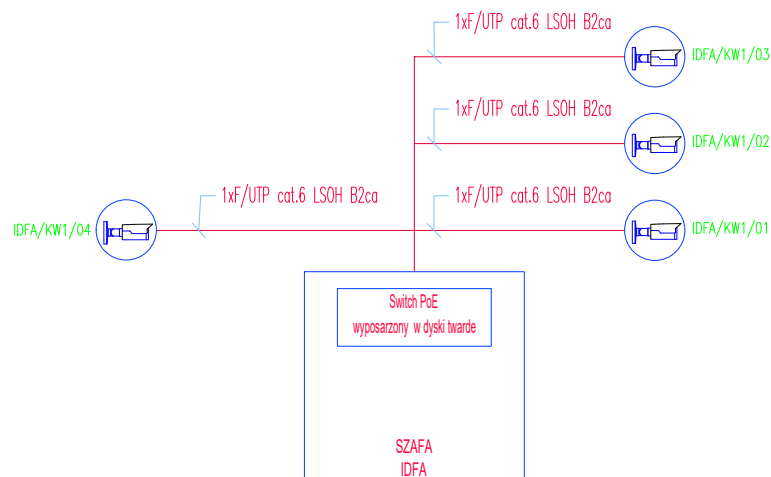 1xF/UTP cat.6 LSOH B2ca
IDFA/KW1/03
1xF/UTP cat.6 LSOH B2ca
IDFA/KW1/02
1xF/UTP cat.6 LSOH B2ca
1xF/UTP cat.6 LSOH B2ca
IDFA/KW1/04
IDFA/KW1/01
Switch PoE
wyposarzony w dyski twarde
SZAFA
IDFA